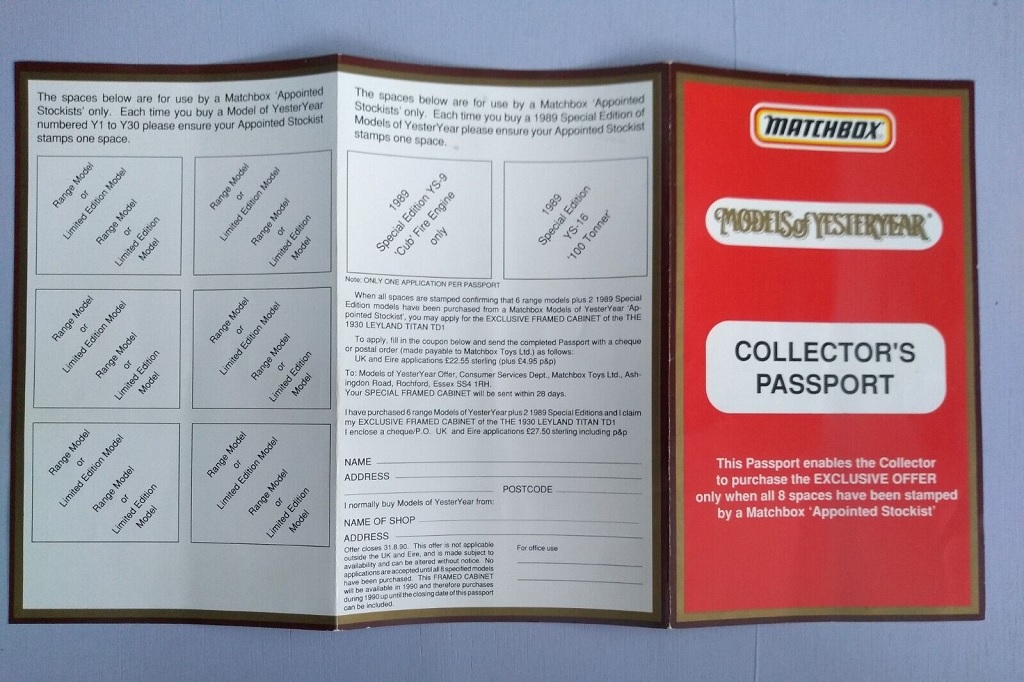 The spaces below are for use by a Matchbox 'Appointed
Stockists' only. Each time you buy a Model of YesterYear
numbered Y1 to Y30 please ensure your Appointed Stockist
stamps one space.
Range Model
or
Limited Edition Model
Range Model
or
Limited Edition
Model
Range Model
or
Limited Edition Model
Range Model
or
Limited Edition
Model
Range Model
or
Limited Edition Model
Range Model
or
Limited Edition
Model
Range Model
or
Limited Edition Model
Range Model
or
Limited Edition
Model
Range Model
or
Limited Edition Model
Range Model
or
Limited Edition
Model
Range Model
or
Limited Edition Model
Range Model
or
Limited Edition
Model
The spaces below are for use by a Matchbox 'Appointed
Stockists' only. Each time you buy a 1989 Special Edition of
Models of YesterYear please ensure your Appointed Stockist
stamps one space.
1989
Special Edition YS-9
'Cub' Fire Engine
only
1989
Special Edition
YS-16
'100 Tonner'
Note: ONLY ONE APPLICATION PER PASSPORT
When all spaces are stamped confirming that 6 range models plus 2 1989 Special
Edition models have been purchased from a Matchbox Models of YesterYear 'Ap-
pointed Stockist', you may apply for the EXCLUSIVE FRAMED CABINET of the THE
1930 LEYLAND TITAN TD1
To apply, fill in the coupon below and send the completed Passport with a cheque
or postal order (made payable to Matchbox Toys Ltd.) as follows:
UK and Eire applications £22.55 sterling (plus £4.95 p&p)
To: Models of YesterYear Offer, Consumer Services Dept., Matchbox Toys Ltd., Ash-
ingdon Road, Rochford, Essex SS4 1RH.
Your SPECIAL FRAMED CABINET will be sent within 28 days.
I have purchased 6 range Models of YesterYear plus 2 1989 Special Editions and I claim
my EXCLUSIVE FRAMED CABINET of the THE 1930 LEYLAND TITAN TD1
I enclose a cheque/P.O. UK and Eire applications £27.50 sterling including p&p
NAME
ADDRESS
POSTCODE
I normally buy Models of YesterYear from:
NAME OF SHOP
ADDRESS
Offer closes 31.8.90. This offer is not applicable
outside the UK and Eire, and is made subject to
availability and can be altered without notice. No
applications are accepted until all 8 specified models
have been purchased. This FRAMED CABINET
will be available in 1990 and therefore purchases
during 1990 up until the closing date of this passport
can be included.
For office use
MATCHBOX
MODELS of YESTERYEAR®
COLLECTOR'S
PASSPORT
This Passport enables the Collector
to purchase the EXCLUSIVE OFFER
only when all 8 spaces have been stamped
by a Matchbox 'Appointed Stockist'